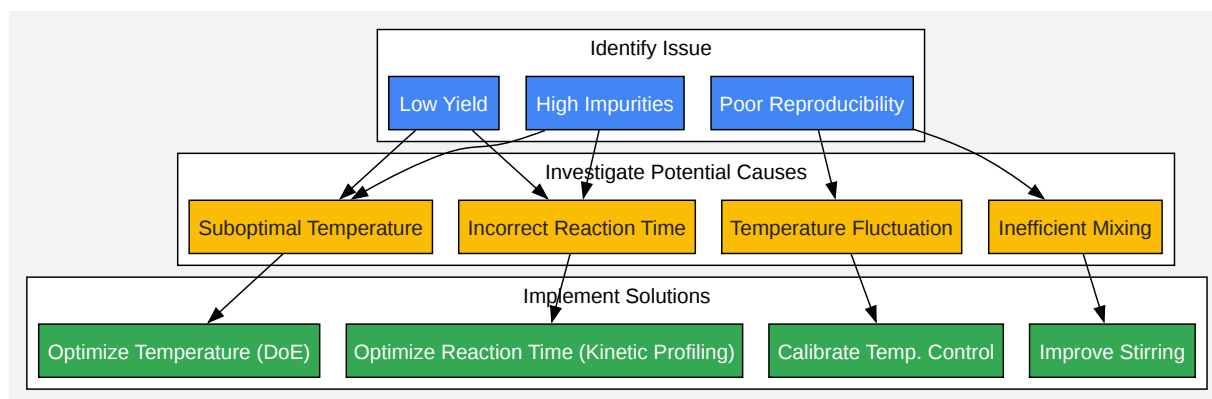 Identify Issue
Low Yield
High Impurities
Poor Reproducibility
Investigate Potential Causes
Suboptimal Temperature
Incorrect Reaction Time
Temperature Fluctuation
Inefficient Mixing
Implement Solutions
Optimize Temperature (DoE)
Optimize Reaction Time (Kinetic Profiling)
Calibrate Temp. Control
Improve Stirring